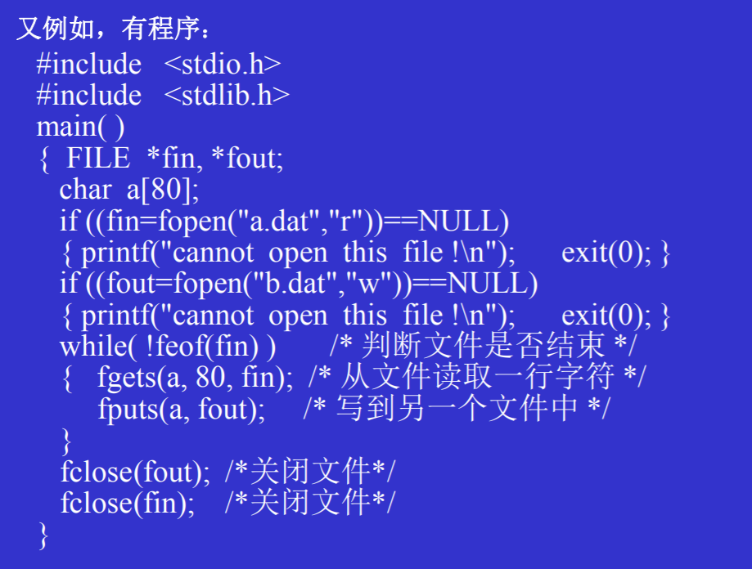 又例如，有程序：
#include <stdio.h>
#include <stdlib.h>
main( )
{ FILE *fin, *fout;
char a[80];
if ((fin=fopen("a.dat","r"))==NULL)
{ printf("cannot open this file !\n"); exit(0); }
if ((fout=fopen("b.dat","w"))==NULL)
{ printf("cannot open this file !\n"); exit(0); }
while( !feof(fin) ) /* 判断文件是否结束 */
{ fgets(a, 80, fin); /* 从文件读取一行字符 */
fputs(a, fout); /* 写到另一个文件中 */
}
fclose(fout); /*关闭文件*/
fclose(fin); /*关闭文件*/
}